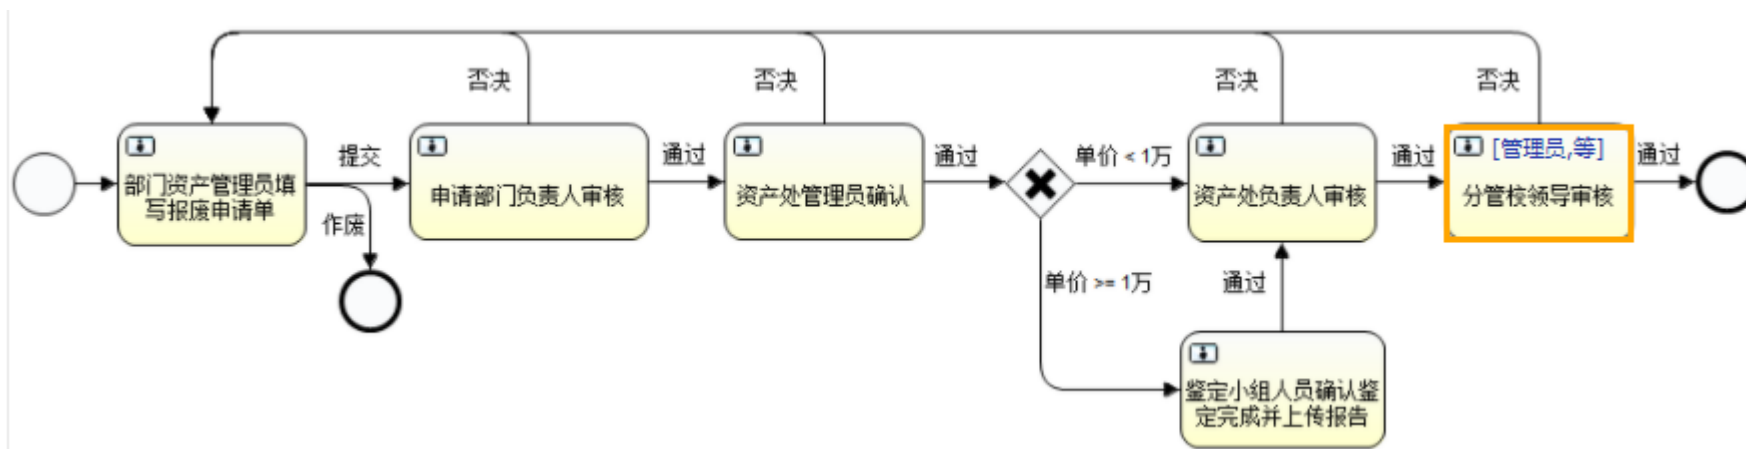 否决
否决
否决
否决
部门资产管理员填
写报废申请单
提交
作废
申请部门负责人审核
通过
资产处管理员确认
通过
单价 < 1万
单价 >= 1万
资产处负责人审核
通过
[管理员,等]
分管校领导审核
通过
通过
鉴定小组人员确认鉴
定完成并上传报告